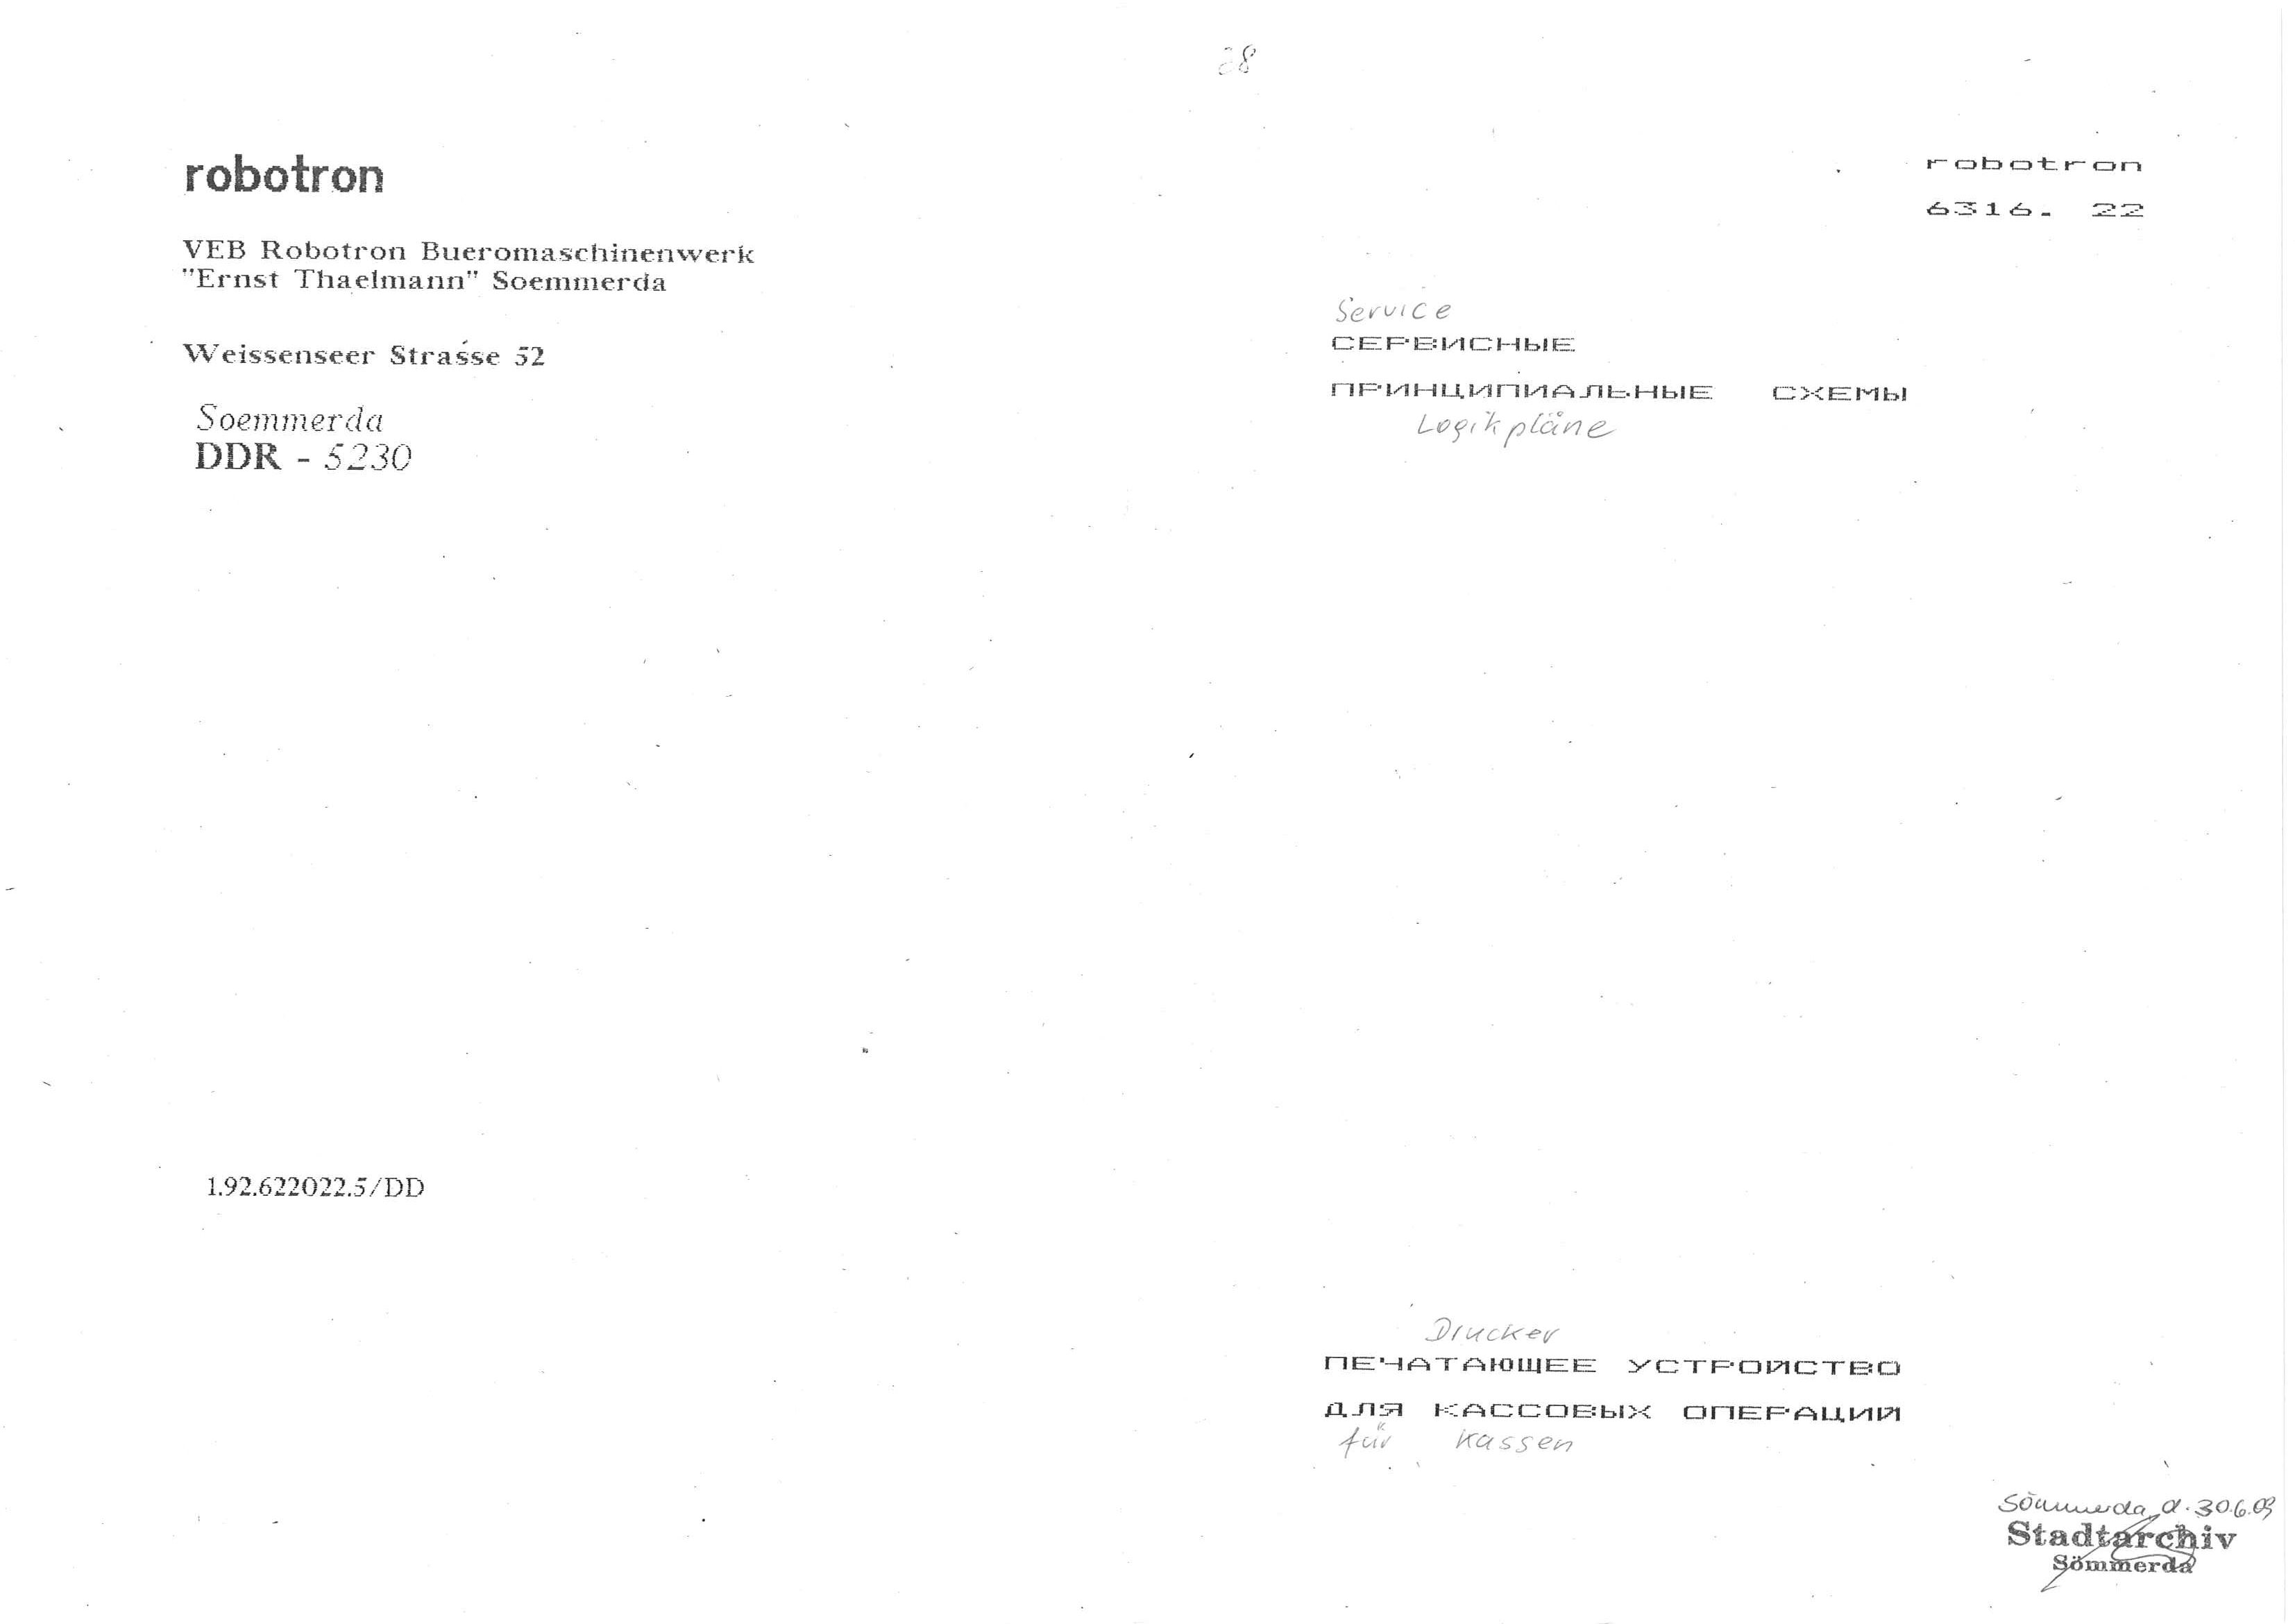 28
robotron
VEB Robotron Bueromaschinenwerk
"Ernst Thaelmann" Soemmerda
Weissenseer Strasse 52
Soemmerda
DDR - 5230
1.92.622022.5/DD
robotron
6316. 22
Service
СЕРВИСНЫЕ
ПРИНЦИПИАЛЬНЫЕ СХЕМЫ
Logikpläne
Drucker
ПЕЧАТАЮЩЕЕ УСТРОЙСТВО
ДЛЯ КАССОВЫХ ОПЕРАЦИЙ
für Kassen
Sömmerda, d. 30.6.09
Stadtarchiv
Sömmerda